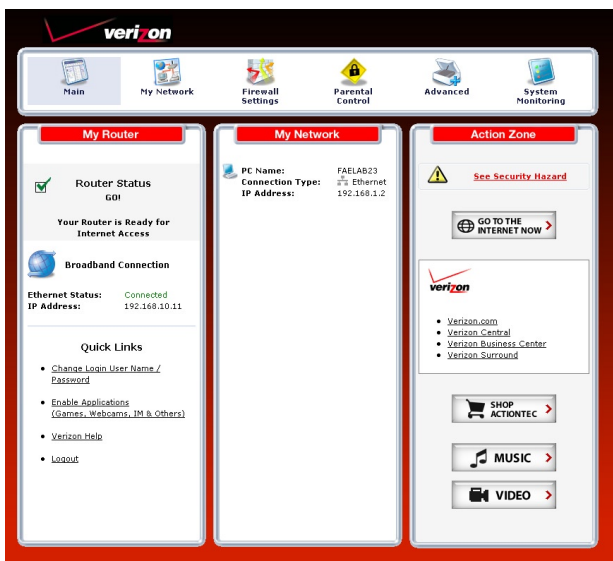 verizon
Main
My Network
Firewall
Settings
Parental
Control
Advanced
System
Monitoring
My Router
Router Status
GO!
Your Router is Ready for
Internet Access
Broadband Connection
Ethernet Status: Connected
IP Address: 192.168.10.11
Quick Links
Change Login User Name /
Password
Enable Applications
(Games, Webcams, IM & Others)
Verizon Help
Logout
My Network
PC Name: FAELAB23
Connection Type: Ethernet
IP Address: 192.168.1.2
Action Zone
See Security Hazard
GO TO THE
INTERNET NOW
verizon
Verizon.com
Verizon Central
Verizon Business Center
Verizon Surround
SHOP
ACTIONTEC
MUSIC
VIDEO